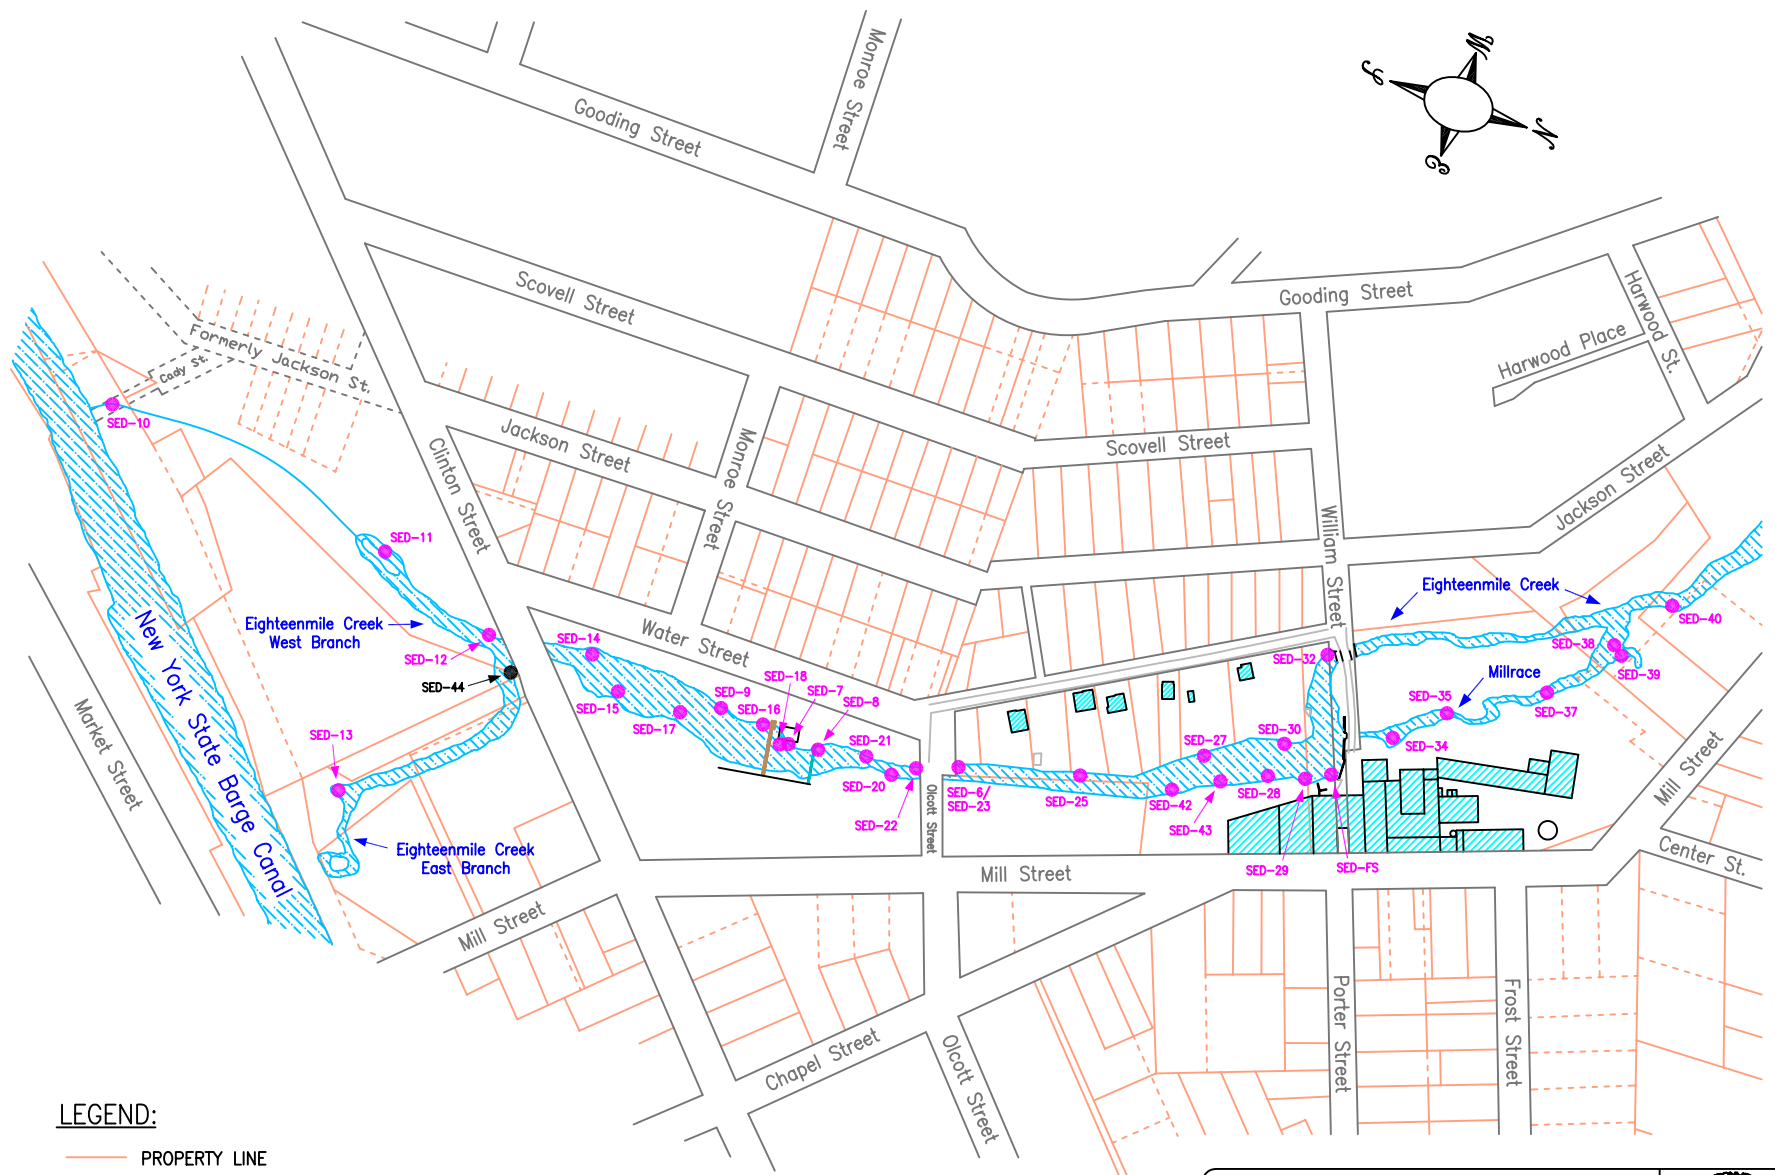 Monroe Street
Gooding Street
W
S
N
E
Scovell Street
Gooding Street
Harwood St.
Harwood Place
Formerly Jackson St.
Cady St.
SED-10
Jackson Street
Monroe Street
Scovell Street
Jackson Street
Clinton Street
William Street
SED-11
Eighteenmile Creek
West Branch
SED-12
SED-44
Water Street
SED-14
SED-15
SED-17
SED-9
SED-16
SED-18
SED-7
SED-8
SED-21
SED-20
SED-22
SED-6/
SED-23
SED-25
SED-42
SED-27
SED-43
SED-28
SED-30
SED-29
SED-FS
SED-32
Eighteenmile Creek
SED-40
SED-38
SED-39
Millrace
SED-35
SED-37
SED-34
New York State Barge Canal
Market Street
SED-13
Eighteenmile Creek
East Branch
Olcott Street
Mill Street
Mill Street
Mill Street
Center St.
Chapel Street
Olcott Street
Porter Street
Frost Street
LEGEND:
PROPERTY LINE